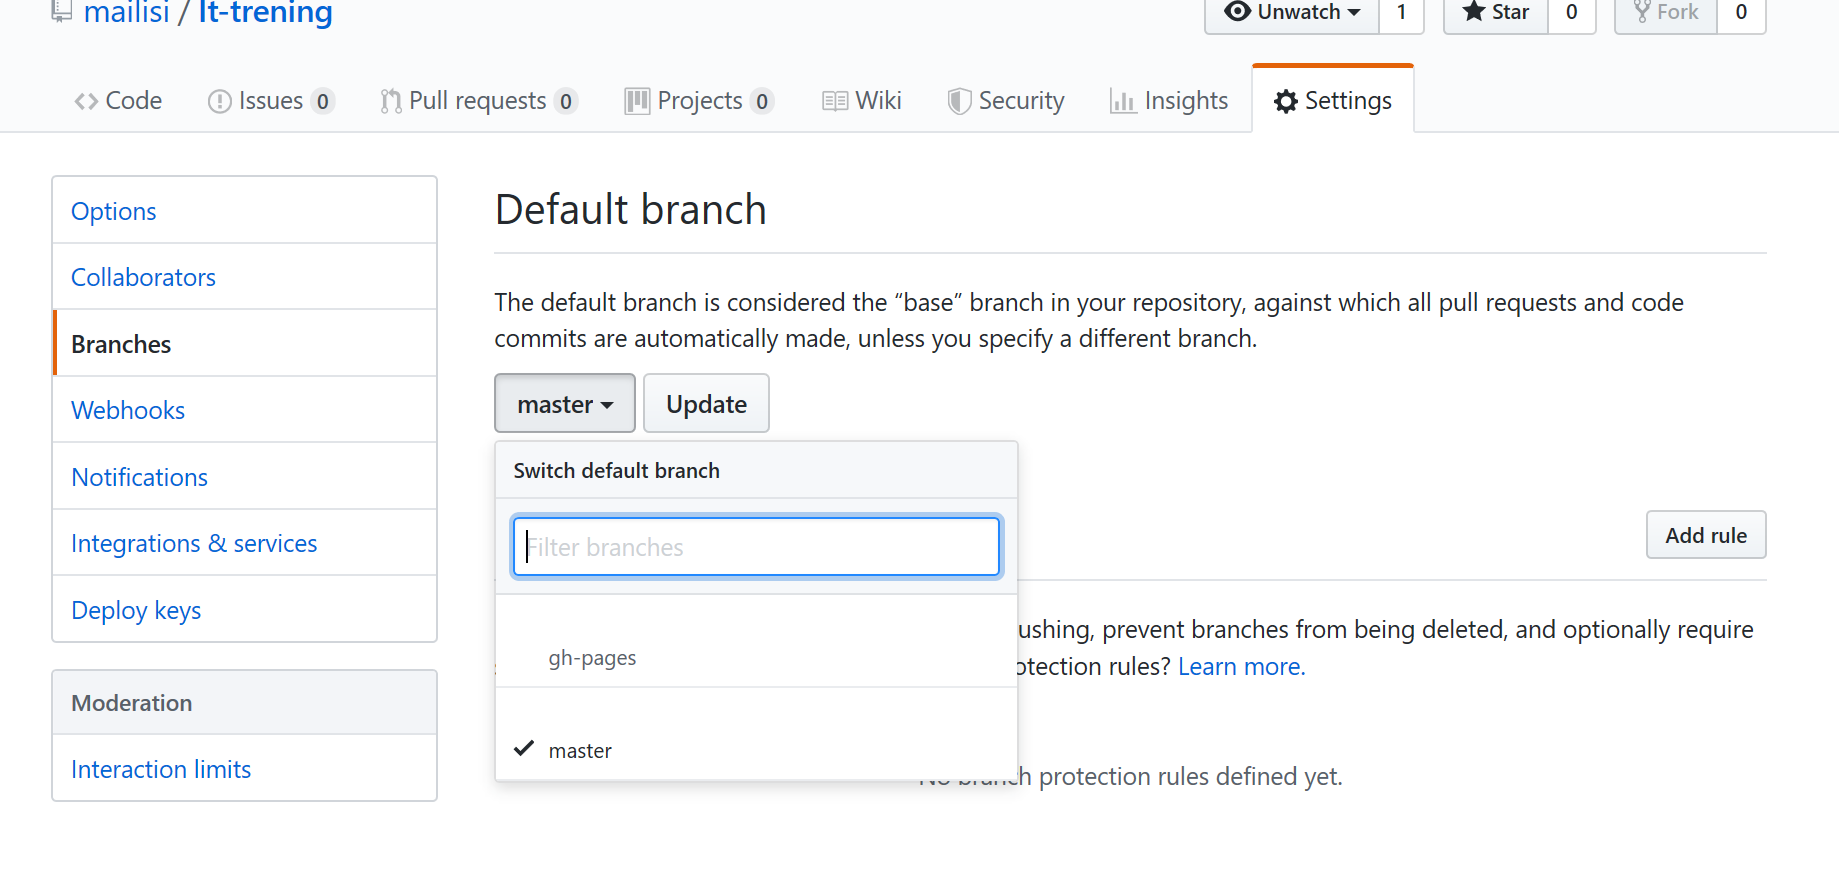 mailisi / lt-trening
Unwatch 1 Star 0 Fork 0
Code Issues 0 Pull requests 0 Projects 0 Wiki Security Insights Settings
Options
Collaborators
Branches
Webhooks
Notifications
Integrations & services
Deploy keys
Moderation
Interaction limits
Default branch
The default branch is considered the “base” branch in your repository, against which all pull requests and code
commits are automatically made, unless you specify a different branch.
master Update
Switch default branch
Filter branches
gh-pages
master
Add rule
ushing, prevent branches from being deleted, and optionally require
otection rules? Learn more.
No branch protection rules defined yet.